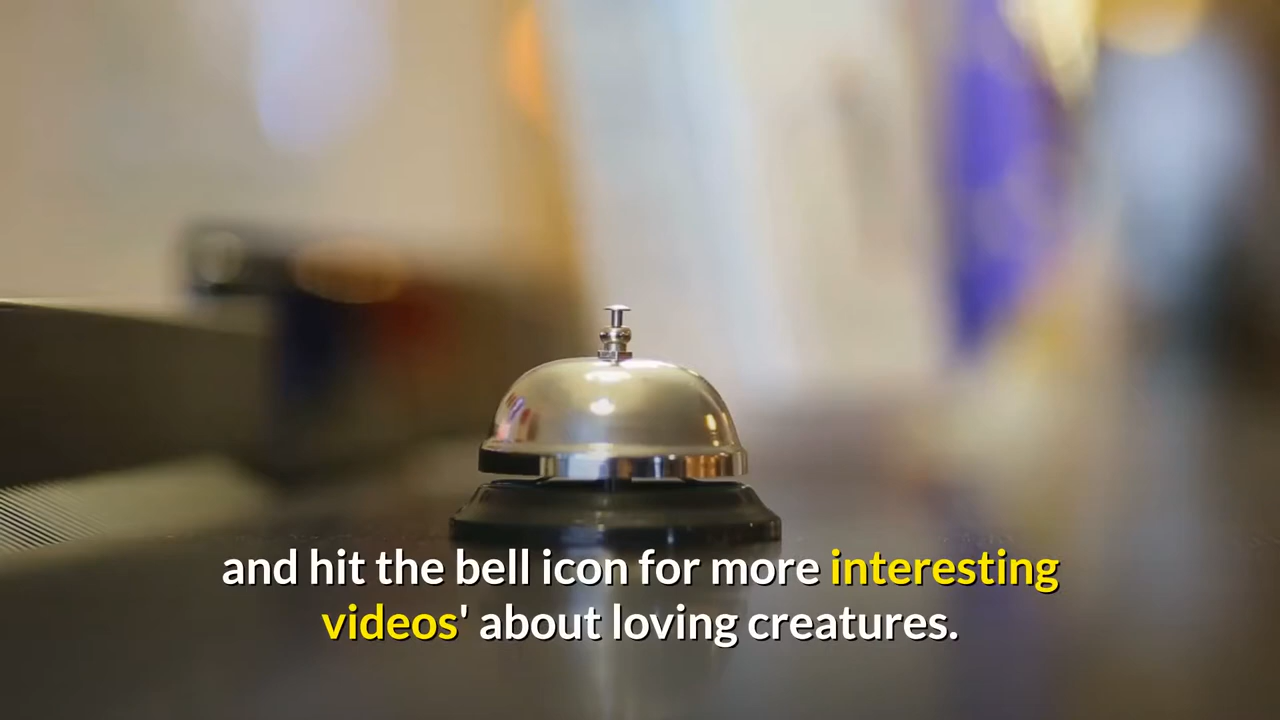 and hit the bell icon for more interesting
videos' about loving creatures.